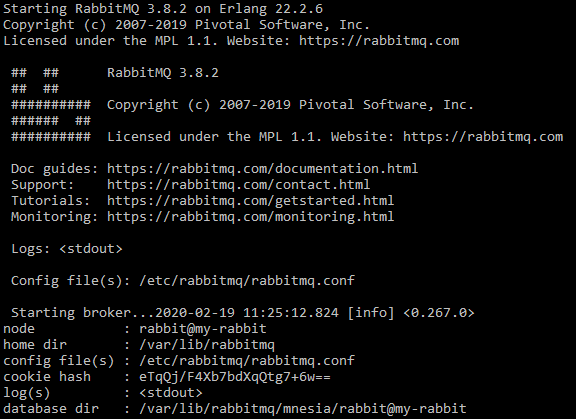 Starting RabbitMQ 3.8.2 on Erlang 22.2.6
Copyright (c) 2007-2019 Pivotal Software, Inc.
Licensed under the MPL 1.1. Website: https://rabbitmq.com
##  ##      RabbitMQ 3.8.2
##  ##
##########  Copyright (c) 2007-2019 Pivotal Software, Inc.
######  ##
##########  Licensed under the MPL 1.1. Website: https://rabbitmq.com
Doc guides: https://rabbitmq.com/documentation.html
Support:    https://rabbitmq.com/contact.html
Tutorials:  https://rabbitmq.com/getstarted.html
Monitoring: https://rabbitmq.com/monitoring.html
Logs: <stdout>
Config file(s): /etc/rabbitmq/rabbitmq.conf
Starting broker...2020-02-19 11:25:12.824 [info] <0.267.0>
node           : rabbit@my-rabbit
home dir       : /var/lib/rabbitmq
config file(s) : /etc/rabbitmq/rabbitmq.conf
cookie hash    : eTqQj/F4Xb7bdXqQtg7+6w==
log(s)         : <stdout>
database dir   : /var/lib/rabbitmq/mnesia/rabbit@my-rabbit